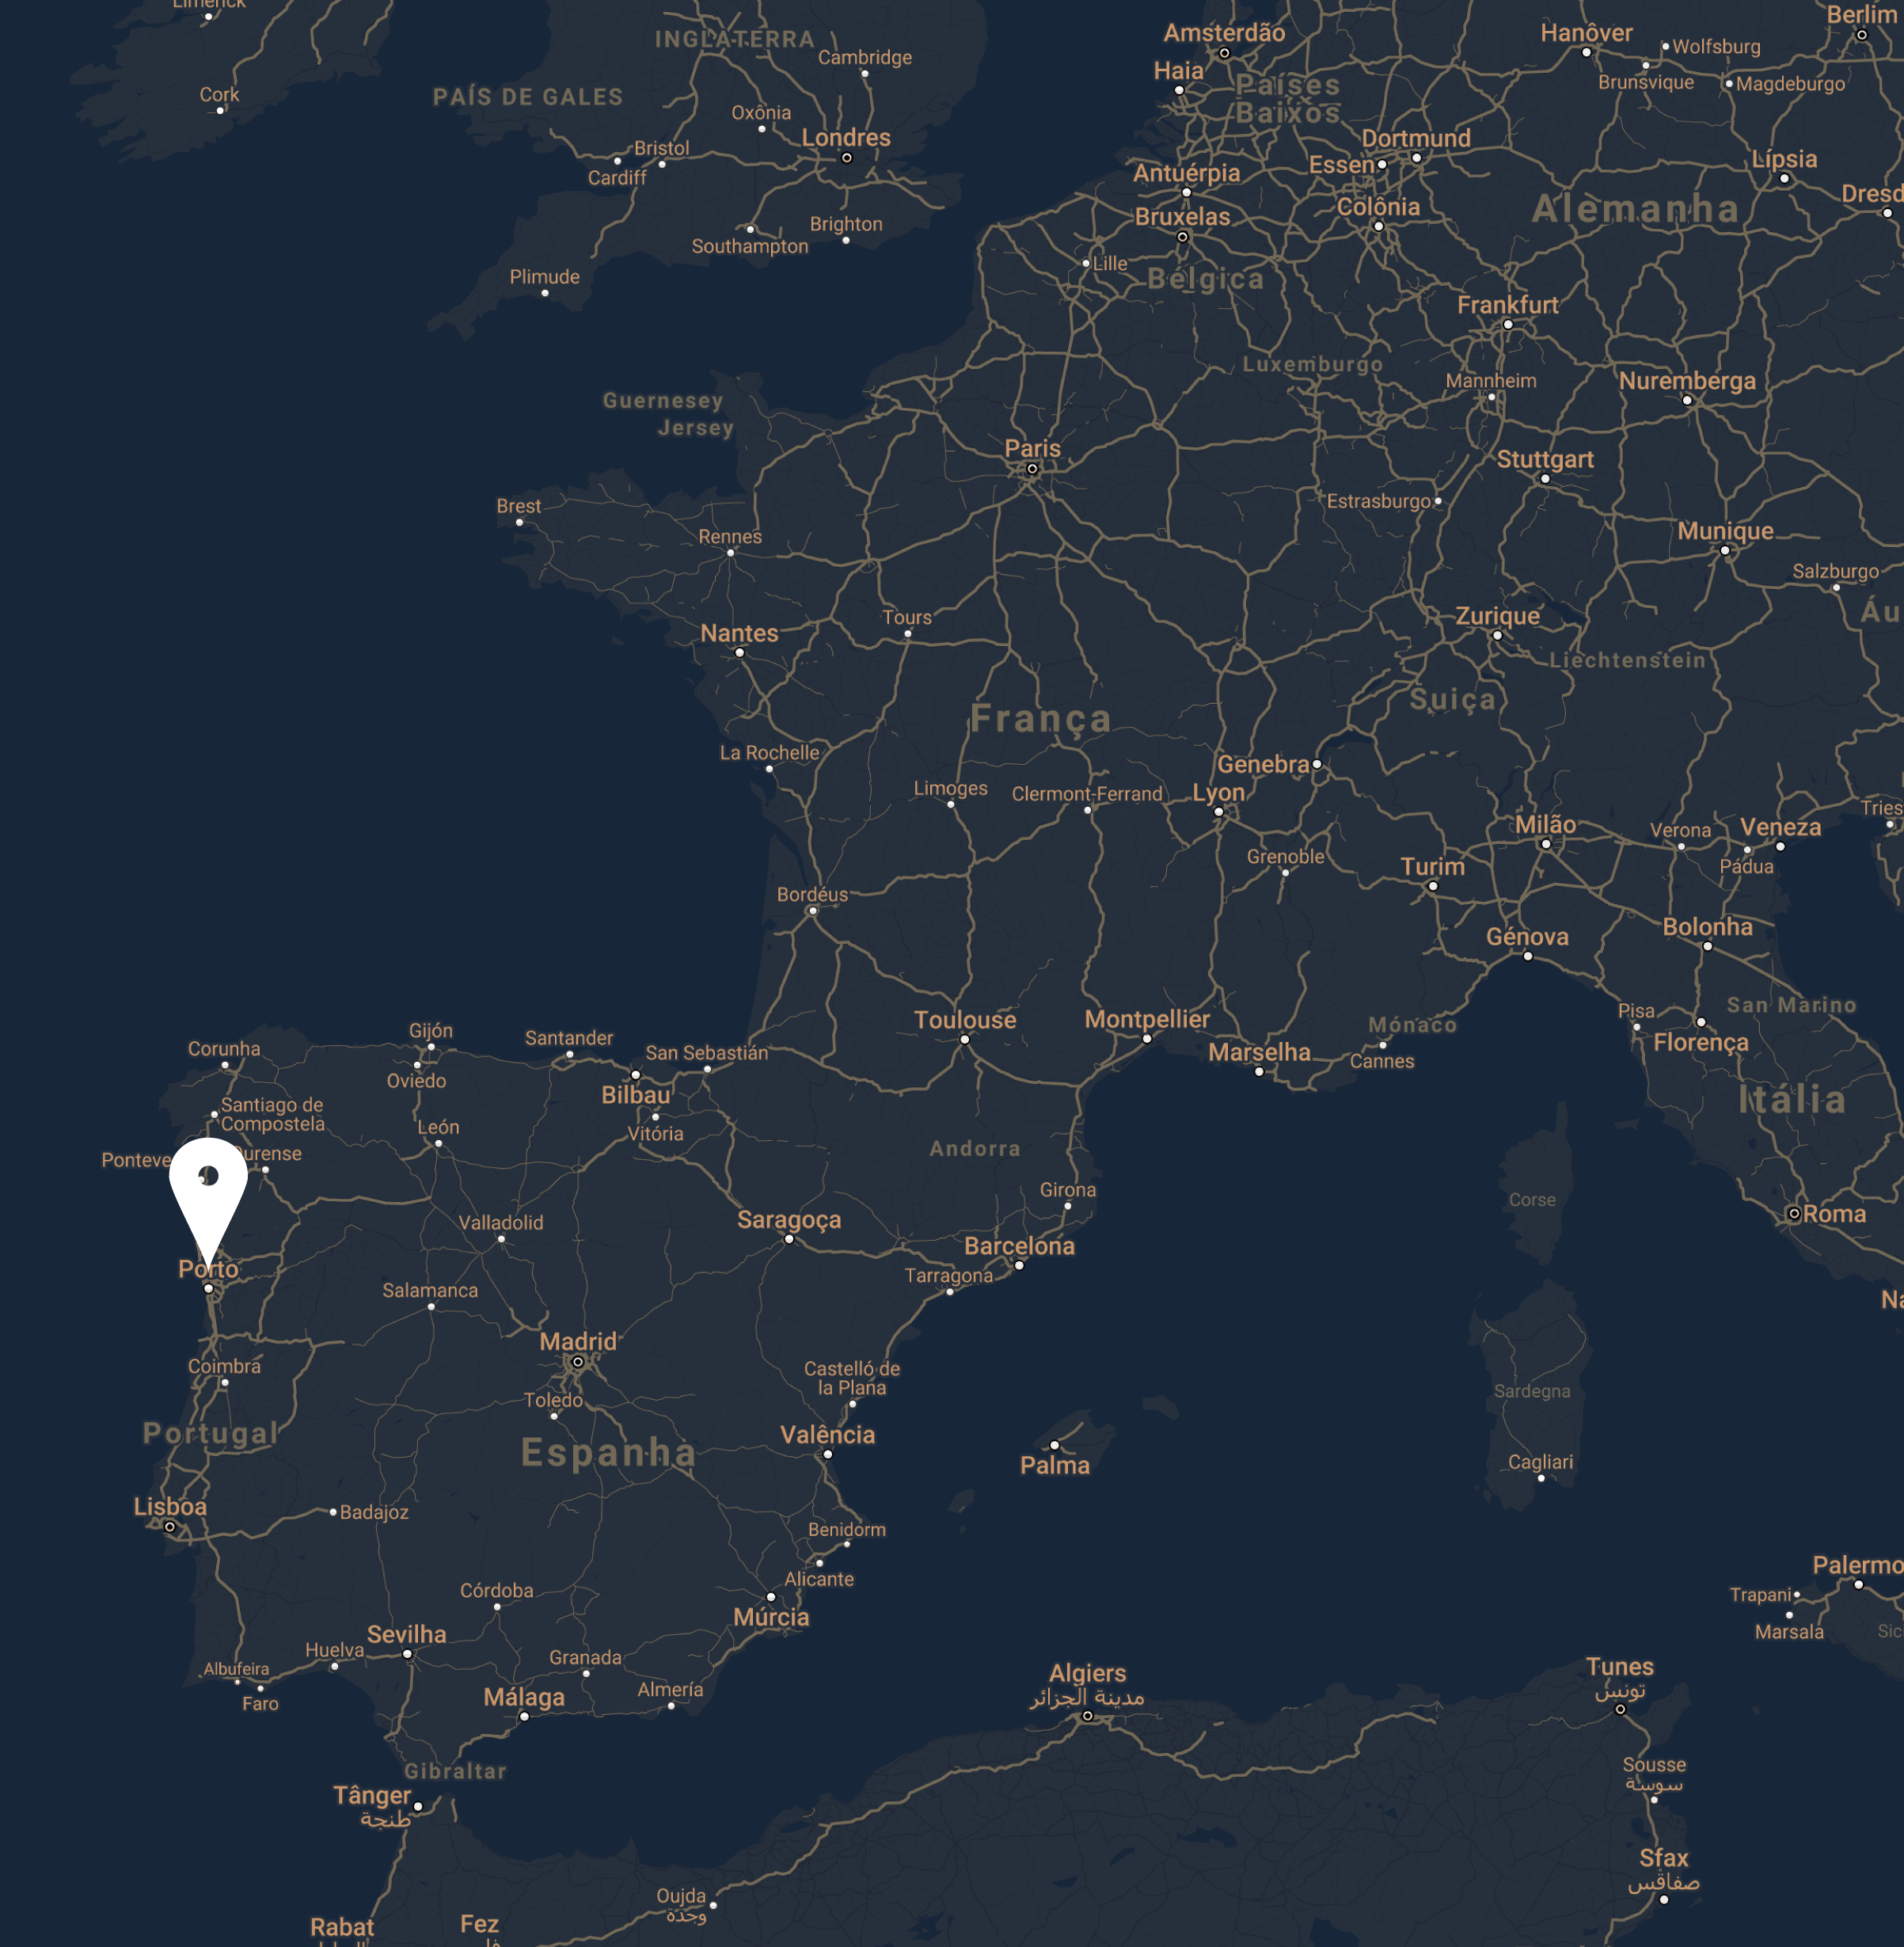 Limerick
Cork
INGLATERRA
PAÍS DE GALES
Cambridge
Oxônia
Londres
Bristol
Cardiff
Southampton
Brighton
Plimude
Guernesey
Jersey
Amsterdão
Haia
Países
Baixos
Antuérpia
Bruxelas
Bélgica
Lille
Dortmund
Essen
Colônia
Hanôver
Wolfsburg
Brunsvique
Magdeburgo
Berlim
Lípsia
Dresd
Alemanha
Frankfurt
Luxemburgo
Mannheim
Nuremberga
Stuttgart
Estrasburgo
Munique
Salzburgo
Áu
Zurique
Liechtenstein
Suíça
Paris
Brest
Rennes
Nantes
Tours
França
La Rochelle
Limoges
Clermont-Ferrand
Lyon
Genebra
Grenoble
Bordéus
Toulouse
Montpellier
Marselha
Mónaco
Cannes
Turim
Milão
Verona
Veneza
Pádua
Tries
Génova
Bolonha
Pisa
San Marino
Florença
Itália
Corse
Roma
Na
Sardegna
Cagliari
Corunha
Gijón
Oviedo
Santander
San Sebastián
Bilbau
Vitória
Santiago de
Compostela
León
Ponteve
urense
Andorra
Girona
Valladolid
Saragoça
Barcelona
Tarragona
Porto
Salamanca
Madrid
Coimbra
Toledo
Castelló de
la Plana
Portugal
Espanha
Valência
Palma
Lisboa
Badajoz
Benidorm
Alicante
Córdoba
Múrcia
Sevilha
Huelva
Albufeira
Faro
Granada
Málaga
Almería
Gibraltar
Tânger
طنجة
Algiers
مدينة الجزائر
Palermo
Trapani
Marsala
Sic
Tunes
تونس
Sousse
سوسة
Sfax
صفاقس
Oujda
وجدة
Rabat
Fez